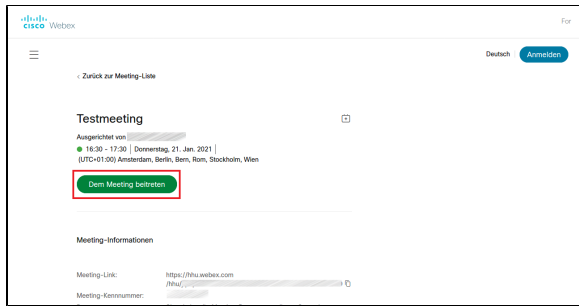 cisco Webex
For
Deutsch
Anmelden
< Zurück zur Meeting-Liste
Testmeeting
Ausgerichtet von
16:30 - 17:30 | Donnerstag, 21. Jan. 2021 |
(UTC+01:00) Amsterdam, Berlin, Bern, Rom, Stockholm, Wien
Dem Meeting beitreten
Meeting-Informationen
Meeting-Link: https://hhu.webex.com
/hhu/
Meeting-Kennnummer: